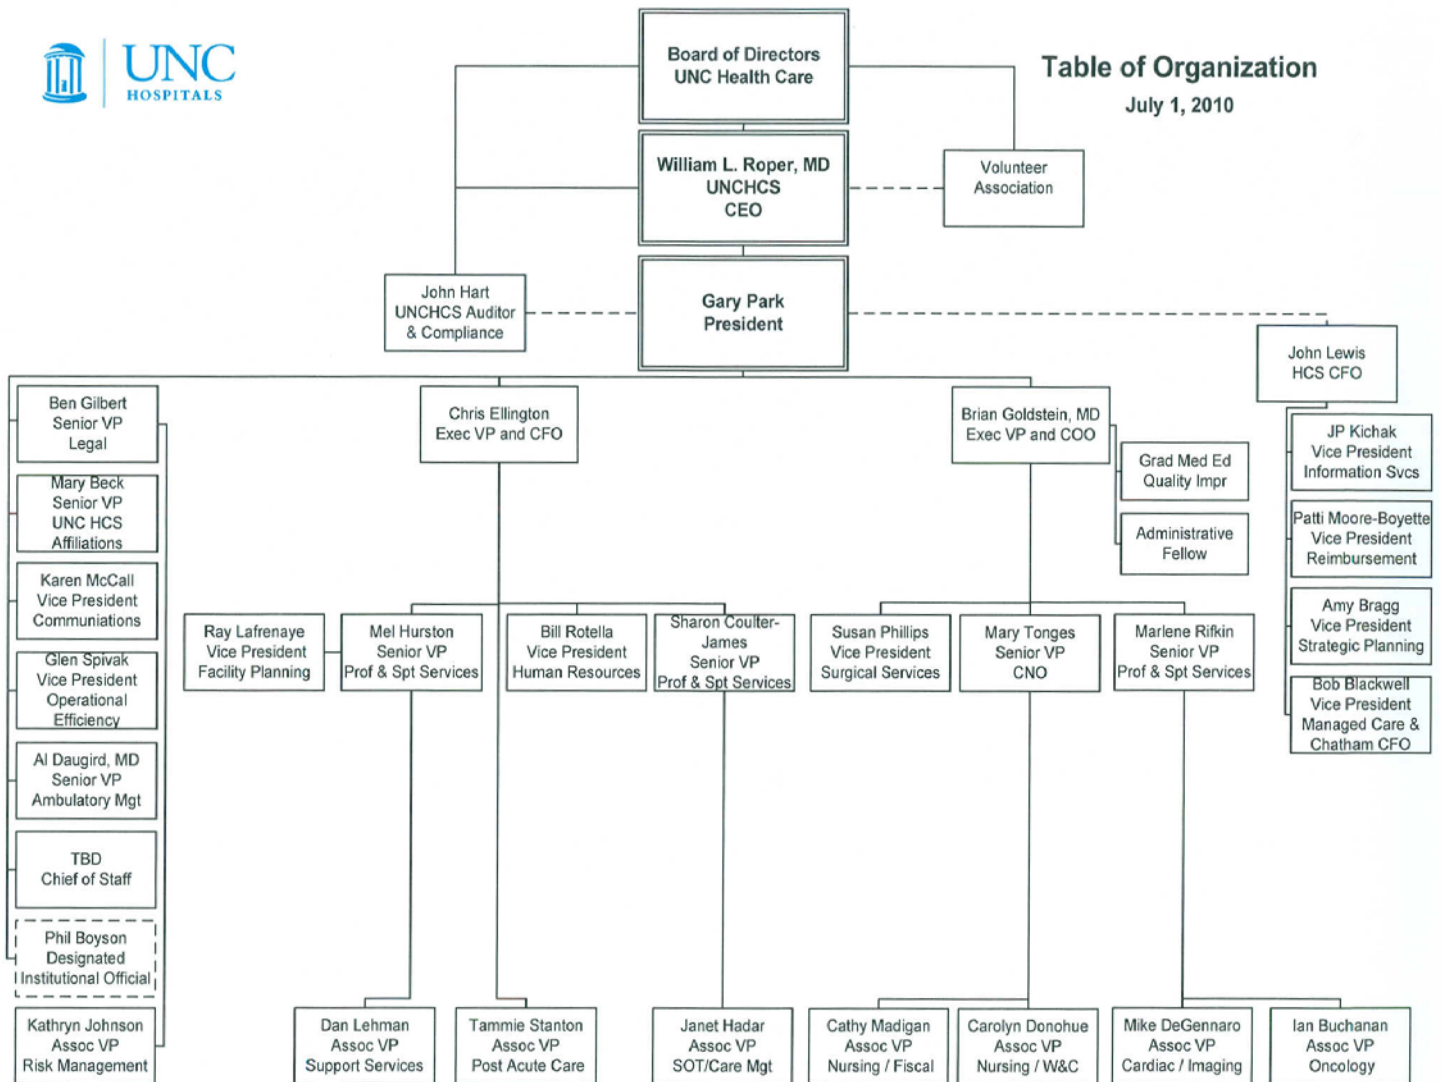 UNC
HOSPITALS
Board of Directors
UNC Health Care
Table of Organization
July 1, 2010
William L. Roper, MD
UNCHCS
CEO
Volunteer
Association
John Hart
UNCHCS Auditor
& Compliance
Gary Park
President
John Lewis
HCS CFO
Ben Gilbert
Senior VP
Legal
Chris Ellington
Exec VP and CFO
Brian Goldstein, MD
Exec VP and COO
Grad Med Ed
Quality Impr
Administrative
Fellow
JP Kichak
Vice President
Information Svcs
Patti Moore-Boyette
Vice President
Reimbursement
Amy Bragg
Vice President
Strategic Planning
Bob Blackwell
Vice President
Managed Care &
Chatham CFO
Mary Beck
Senior VP
UNC HCS
Affiliations
Karen McCall
Vice President
Communiations
Glen Spivak
Vice President
Operational
Efficiency
Al Daugird, MD
Senior VP
Ambulatory Mgt
TBD
Chief of Staff
Phil Boyson
Designated
Institutional Official
Kathryn Johnson
Assoc VP
Risk Management
Ray Lafrenaye
Vice President
Facility Planning
Mel Hurston
Senior VP
Prof & Spt Services
Bill Rotella
Vice President
Human Resources
Sharon Coulter-
James
Senior VP
Prof & Spt Services
Susan Phillips
Vice President
Surgical Services
Mary Tonges
Senior VP
CNO
Marlene Rifkin
Senior VP
Prof & Spt Services
Dan Lehman
Assoc VP
Support Services
Tammie Stanton
Assoc VP
Post Acute Care
Janet Hadar
Assoc VP
SOT/Care Mgt
Cathy Madigan
Assoc VP
Nursing / Fiscal
Carolyn Donohue
Assoc VP
Nursing / W&C
Mike DeGennaro
Assoc VP
Cardiac / Imaging
Ian Buchanan
Assoc VP
Oncology